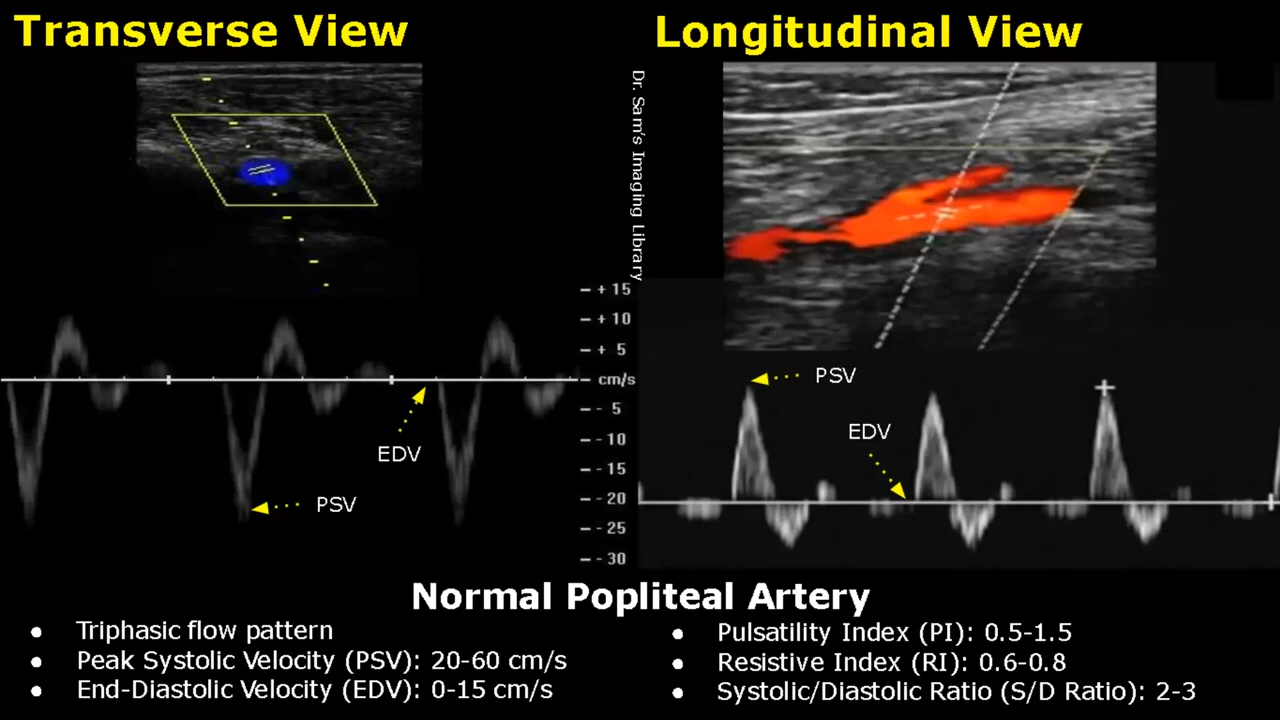 Transverse View
Longitudinal View
Dr. Sam's Imaging Library
+ 15
+ 10
+ 5
cm/s
- 5
- 10
- 15
- 20
- 25
- 30
EDV
PSV
PSV
EDV
Normal Popliteal Artery
• Triphasic flow pattern
• Peak Systolic Velocity (PSV): 20-60 cm/s
• End-Diastolic Velocity (EDV): 0-15 cm/s
• Pulsatility Index (PI): 0.5-1.5
• Resistive Index (RI): 0.6-0.8
• Systolic/Diastolic Ratio (S/D Ratio): 2-3